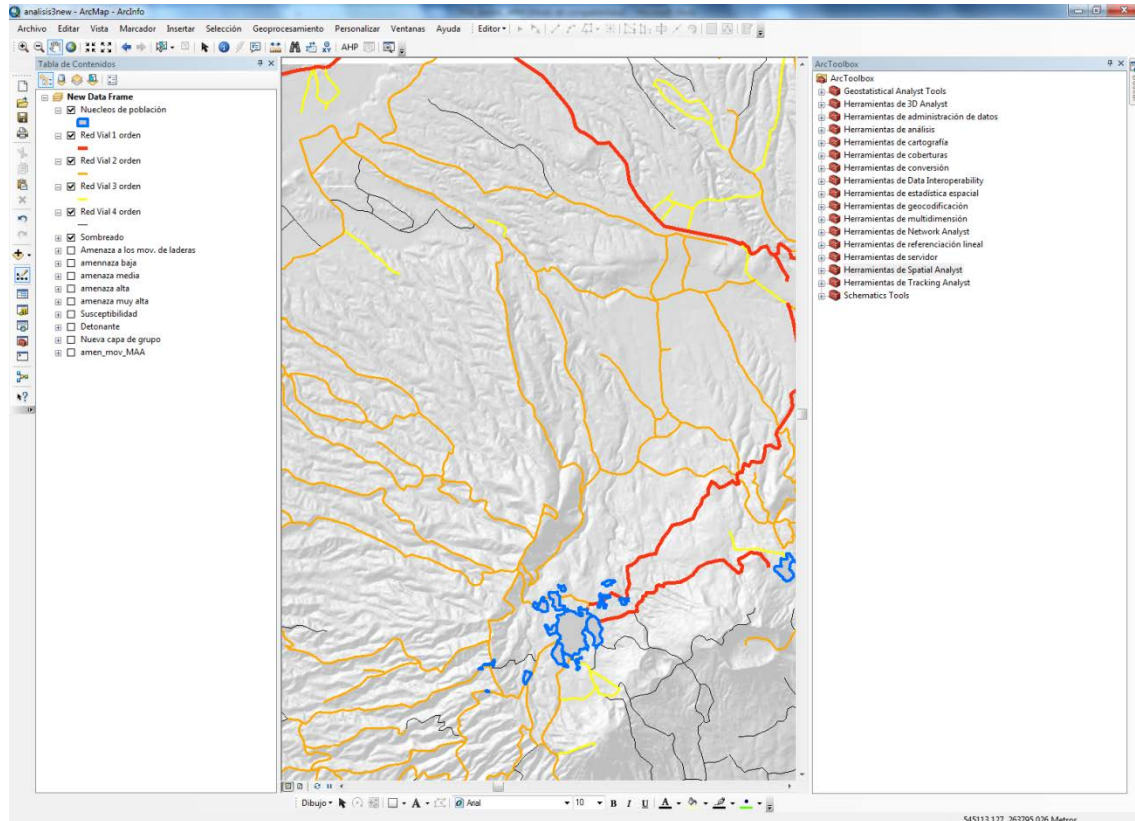 analisis3new - ArcMap - ArcInfo
Archivo Editar Vista Marcador Insertar Selección Geoprocesamiento Personalizar Ventanas Ayuda Editor
AHP
Tabla de Contenidos
New Data Frame
Nuecleos de población
Red Vial 1 orden
Red Vial 2 orden
Red Vial 3 orden
Red Vial 4 orden
Sombreado
Amenaza a los mov. de laderas
amennaza baja
amenaza media
amenaza alta
amenaza muy alta
Susceptibilidad
Detonante
Nueva capa de grupo
amen_mov_MAA
ArcToolbox
ArcToolbox
Geostatistical Analyst Tools
Herramientas de 3D Analyst
Herramientas de administración de datos
Herramientas de análisis
Herramientas de cartografía
Herramientas de coberturas
Herramientas de conversión
Herramientas de Data Interoperability
Herramientas de estadística espacial
Herramientas de geocodificación
Herramientas de multidimensión
Herramientas de Network Analyst
Herramientas de referenciación lineal
Herramientas de servidor
Herramientas de Spatial Analyst
Herramientas de Tracking Analyst
Schematics Tools
Dibujo A Arial 10 B I U A
545113,127 263795,026 Metros